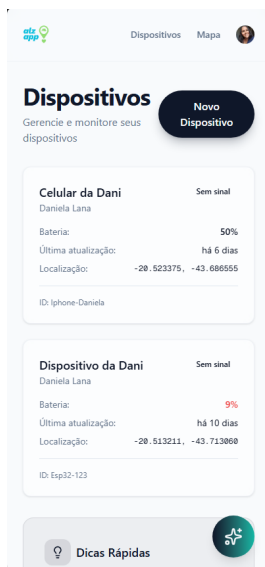 alz
app
Dispositivos Mapa
Dispositivos
Gerencie e monitore seus
dispositivos
Novo
Dispositivo
Celular da Dani
Sem sinal
Daniela Lana
Bateria: 50%
Última atualização: há 6 dias
Localização: -20.523375, -43.686555
ID: Iphone-Daniela
Dispositivo da Dani
Sem sinal
Daniela Lana
Bateria: 9%
Última atualização: há 10 dias
Localização: -20.513211, -43.713060
ID: Esp32-123
Dicas Rápidas